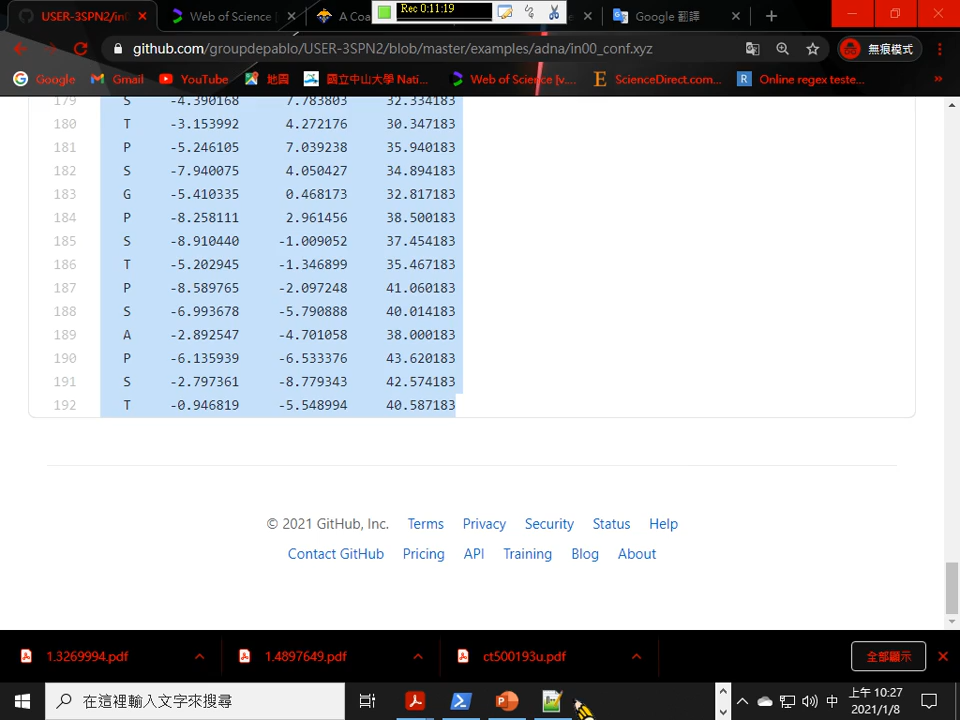 USER-3SPN2/in0
Web of Science
A Coa
Rec 0:11:19
Google 翻譯
github.com/groupdepablo/USER-3SPN2/blob/master/examples/adna/in00_conf.xyz
無痕模式
Google
Gmail
YouTube
地圖
國立中山大學 Nati...
Web of Science [v....
ScienceDirect.com...
Online regex teste...
»
179 S -4.390168 7.783803 32.334183
180 T -3.153992 4.272176 30.347183
181 P -5.246105 7.039238 35.940183
182 S -7.940075 4.050427 34.894183
183 G -5.410335 0.468173 32.817183
184 P -8.258111 2.961456 38.500183
185 S -8.910440 -1.009052 37.454183
186 T -5.202945 -1.346899 35.467183
187 P -8.589765 -2.097248 41.060183
188 S -6.993678 -5.790888 40.014183
189 A -2.892547 -4.701058 38.000183
190 P -6.135939 -6.533376 43.620183
191 S -2.797361 -8.779343 42.574183
192 T -0.946819 -5.548994 40.587183
© 2021 GitHub, Inc. Terms Privacy Security Status Help
Contact GitHub Pricing API Training Blog About
1.3269994.pdf
1.4897649.pdf
ct500193u.pdf
全部顯示
在這裡輸入文字來搜尋
中
上午 10:27
2021/1/8